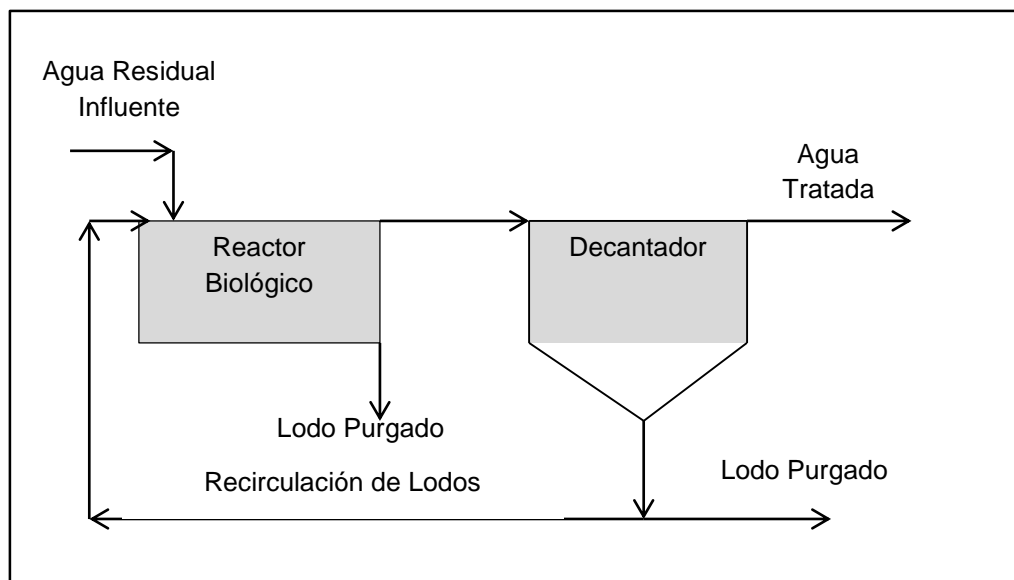 Agua Residual
Influente
Agua
Tratada
Reactor
Biológico
Decantador
Lodo Purgado
Recirculación de Lodos
Lodo Purgado